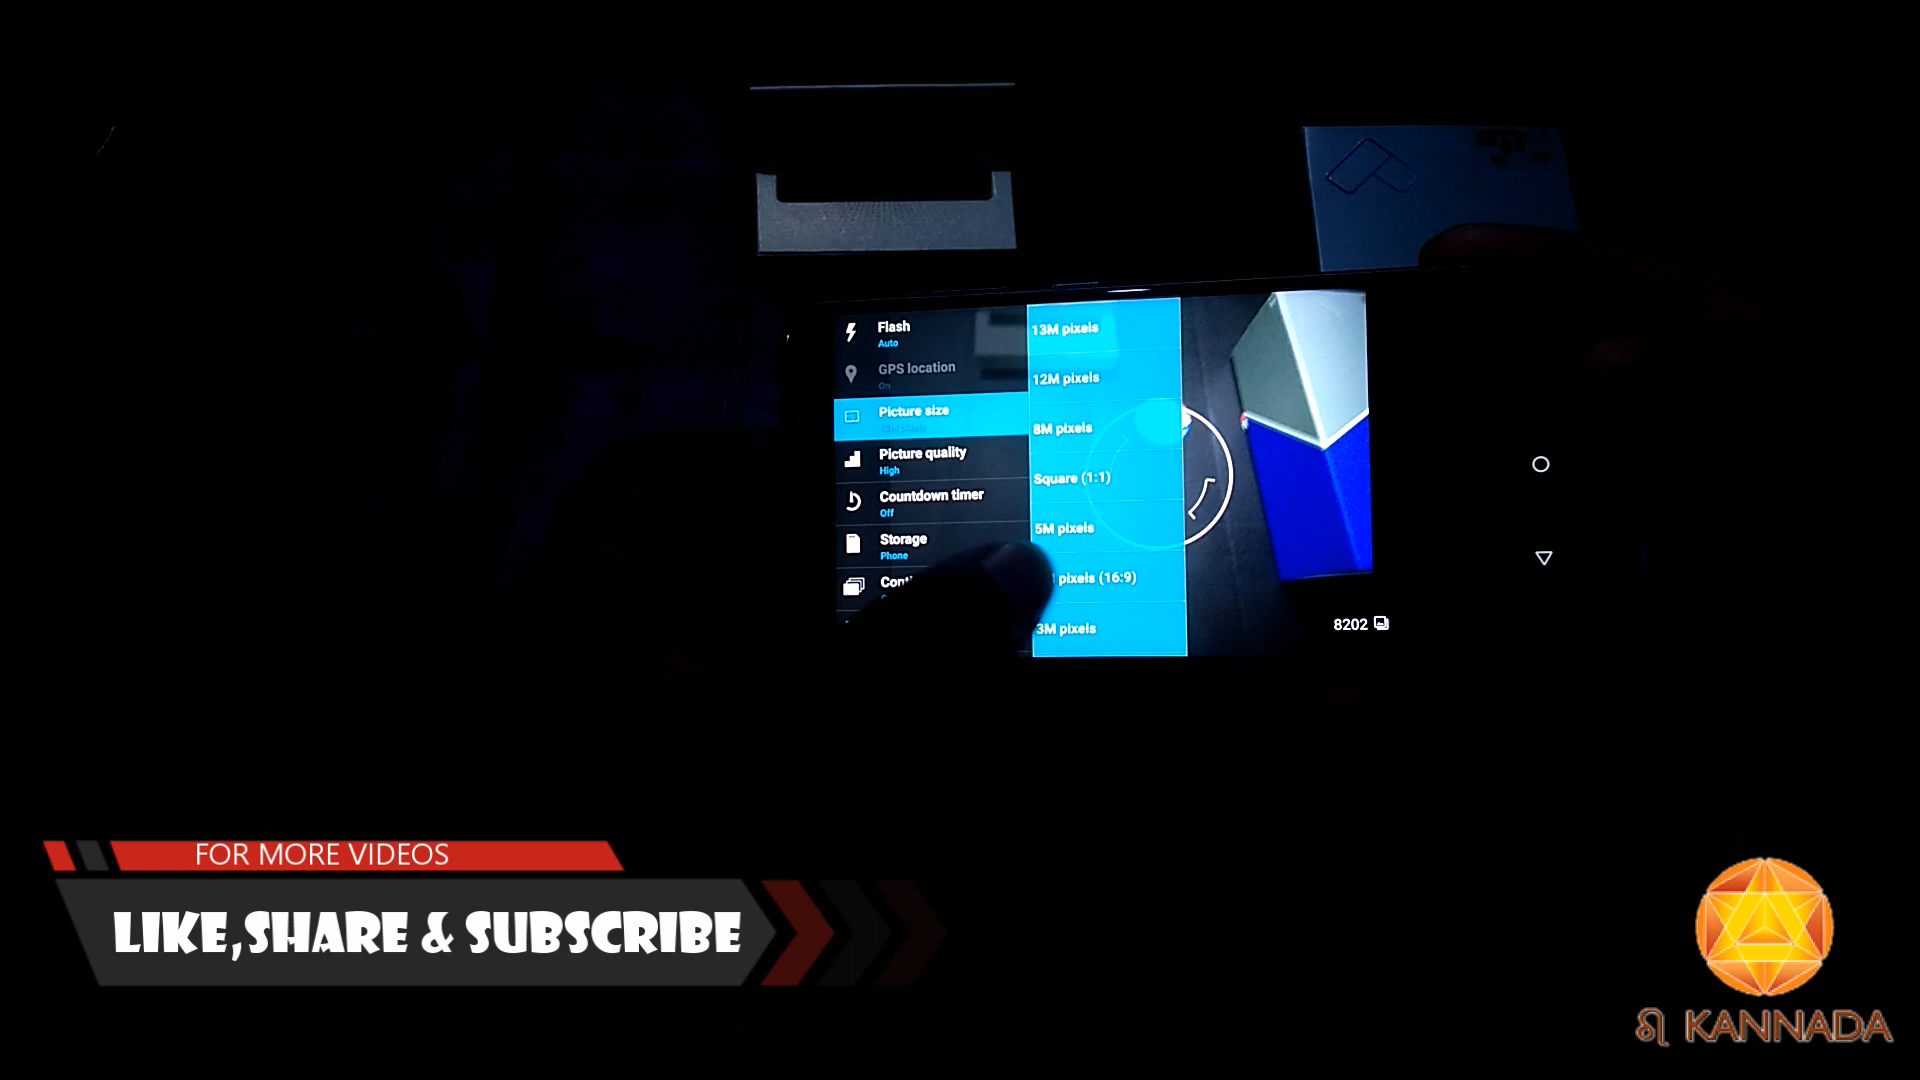 Flash
Auto
GPS location
On
Picture size
Picture quality
High
Countdown timer
Off
Storage
Phone
13M pixels
12M pixels
8M pixels
Square (1:1)
5M pixels
pixels (16:9)
3M pixels
8202
FOR MORE VIDEOS
LIKE,SHARE & SUBSCRIBE
KANNADA